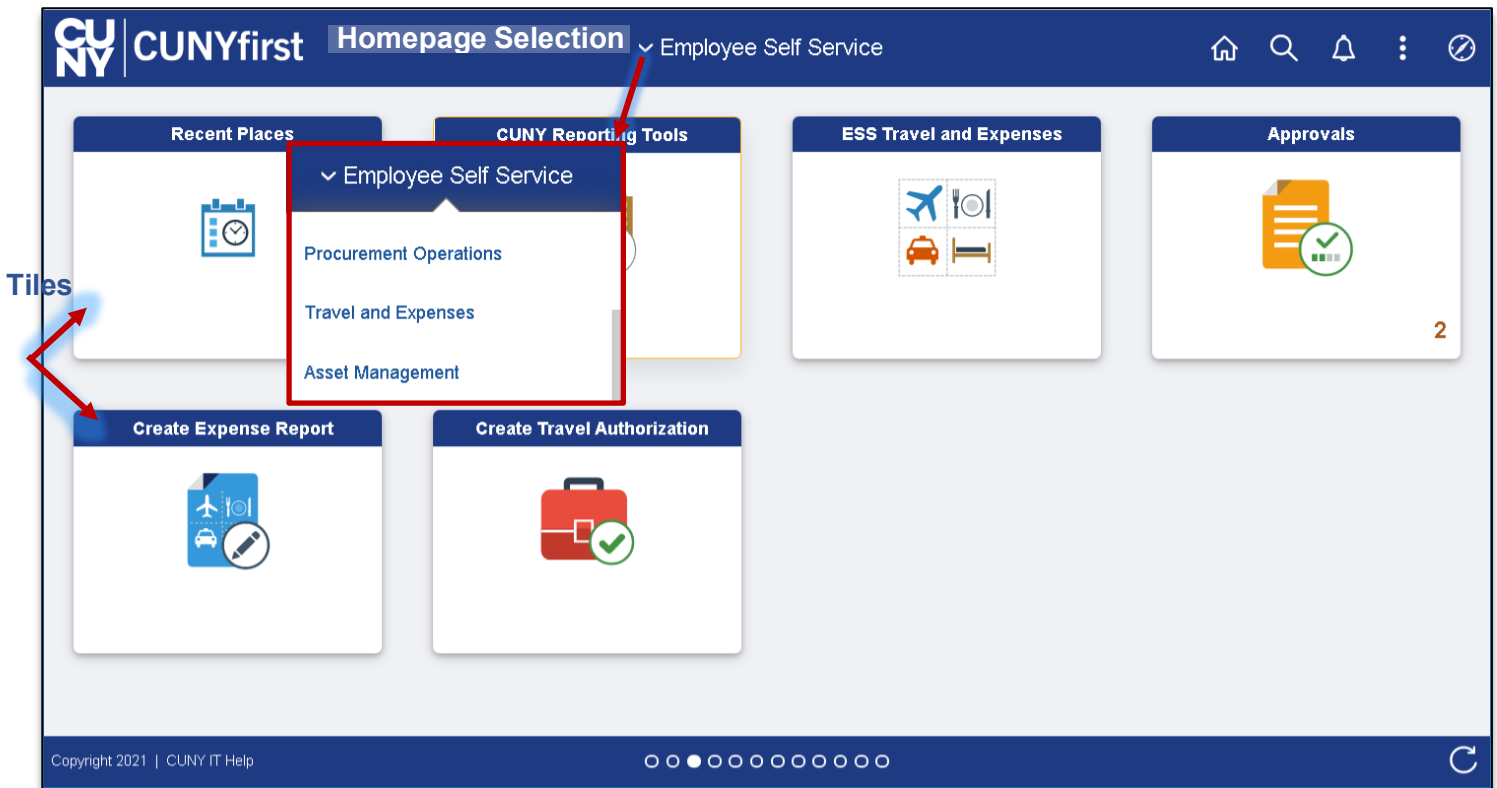 CU
NY
CUNYfirst
Homepage Selection
Employee Self Service
Recent Places
CUNY Reporting Tools
ESS Travel and Expenses
Approvals
Employee Self Service
Procurement Operations
Travel and Expenses
Asset Management
Tiles
2
Create Expense Report
Create Travel Authorization
Copyright 2021 | CUNY IT Help